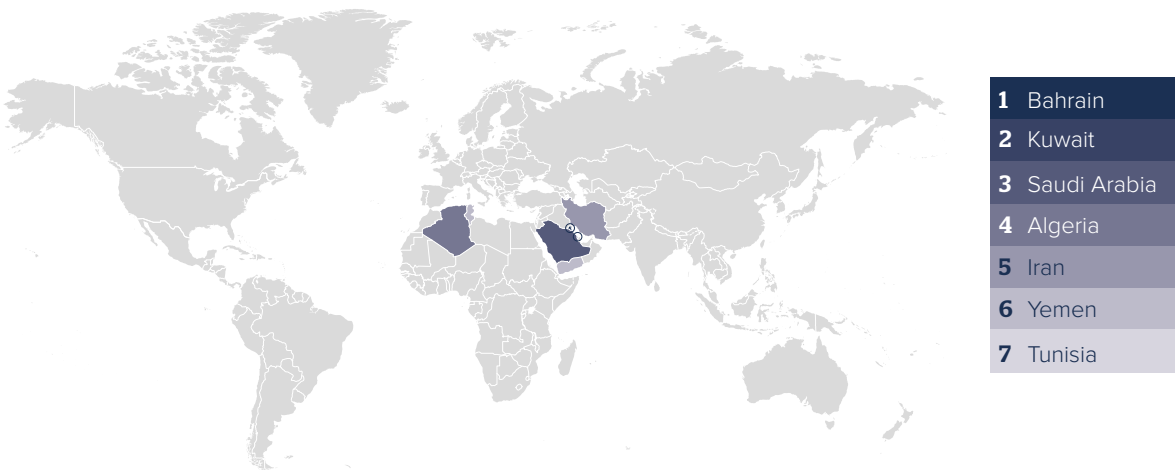 1 Bahrain
2 Kuwait
3 Saudi Arabia
4 Algeria
5 Iran
6 Yemen
7 Tunisia